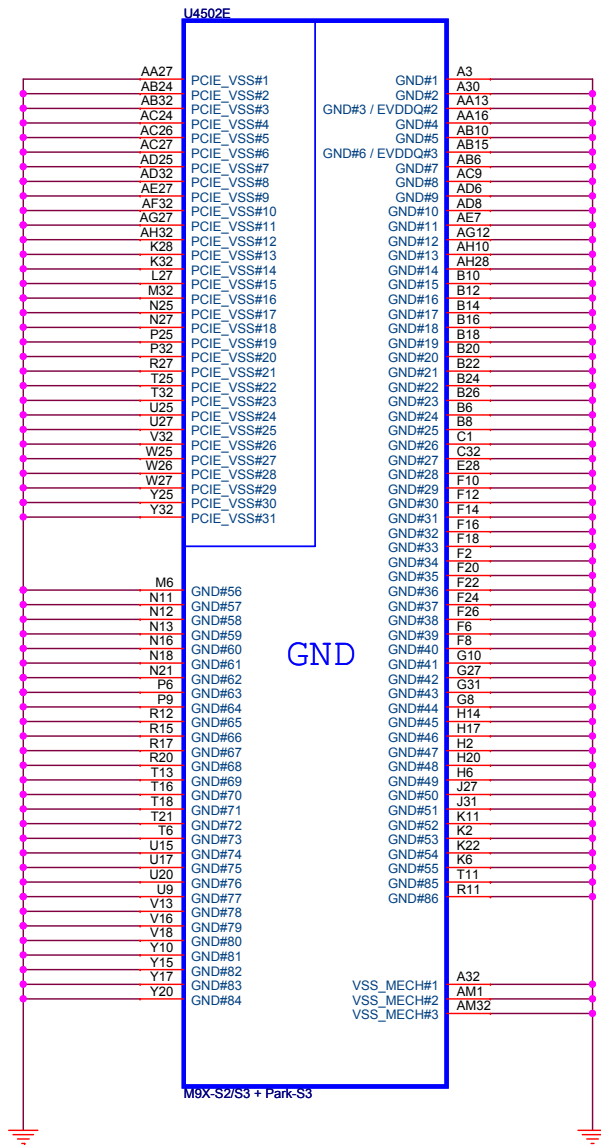 U4502E
AA27 PCIE_VSS#1
AB24 PCIE_VSS#2
AB32 PCIE_VSS#3
AC24 PCIE_VSS#4
AC26 PCIE_VSS#5
AC27 PCIE_VSS#6
AD25 PCIE_VSS#7
AD32 PCIE_VSS#8
AE27 PCIE_VSS#9
AF32 PCIE_VSS#10
AG27 PCIE_VSS#11
AH32 PCIE_VSS#12
K28 PCIE_VSS#13
K32 PCIE_VSS#14
L27 PCIE_VSS#15
M32 PCIE_VSS#16
N25 PCIE_VSS#17
N27 PCIE_VSS#18
P25 PCIE_VSS#19
P32 PCIE_VSS#20
R27 PCIE_VSS#21
T25 PCIE_VSS#22
T32 PCIE_VSS#23
U25 PCIE_VSS#24
U27 PCIE_VSS#25
V32 PCIE_VSS#26
W25 PCIE_VSS#27
W26 PCIE_VSS#28
W27 PCIE_VSS#29
Y25 PCIE_VSS#30
Y32 PCIE_VSS#31
M6 GND#56
N11 GND#57
N12 GND#58
N13 GND#59
N16 GND#60
N18 GND#61
N21 GND#62
P6 GND#63
P9 GND#64
R12 GND#65
R15 GND#66
R17 GND#67
R20 GND#68
T13 GND#69
T16 GND#70
T18 GND#71
T21 GND#72
T6 GND#73
U15 GND#74
U17 GND#75
U20 GND#76
U9 GND#77
V13 GND#78
V16 GND#79
V18 GND#80
Y10 GND#81
Y15 GND#82
Y17 GND#83
Y20 GND#84
GND
GND#1 A3
GND#2 A30
GND#3 / EVDDQ#2 AA13
GND#4 AA16
GND#5 AB10
GND#6 / EVDDQ#3 AB15
GND#7 AB6
GND#8 AC9
GND#9 AD6
GND#10 AD8
GND#11 AE7
GND#12 AG12
GND#13 AH10
GND#14 AH28
GND#15 B10
GND#16 B12
GND#17 B14
GND#18 B16
GND#19 B18
GND#20 B20
GND#21 B22
GND#22 B24
GND#23 B26
GND#24 B6
GND#25 B8
GND#26 C1
GND#27 C32
GND#28 E28
GND#29 F10
GND#30 F12
GND#31 F14
GND#32 F16
GND#33 F18
GND#34 F2
GND#35 F20
GND#36 F22
GND#37 F24
GND#38 F26
GND#39 F6
GND#40 F8
GND#41 G10
GND#42 G27
GND#43 G31
GND#44 G8
GND#45 H14
GND#46 H17
GND#47 H2
GND#48 H20
GND#49 H6
GND#50 J27
GND#51 J31
GND#52 K11
GND#53 K2
GND#54 K22
GND#55 K6
GND#85 T11
GND#86 R11
VSS_MECH#1 A32
VSS_MECH#2 AM1
VSS_MECH#3 AM32
M9X-S2/S3 + Park-S3